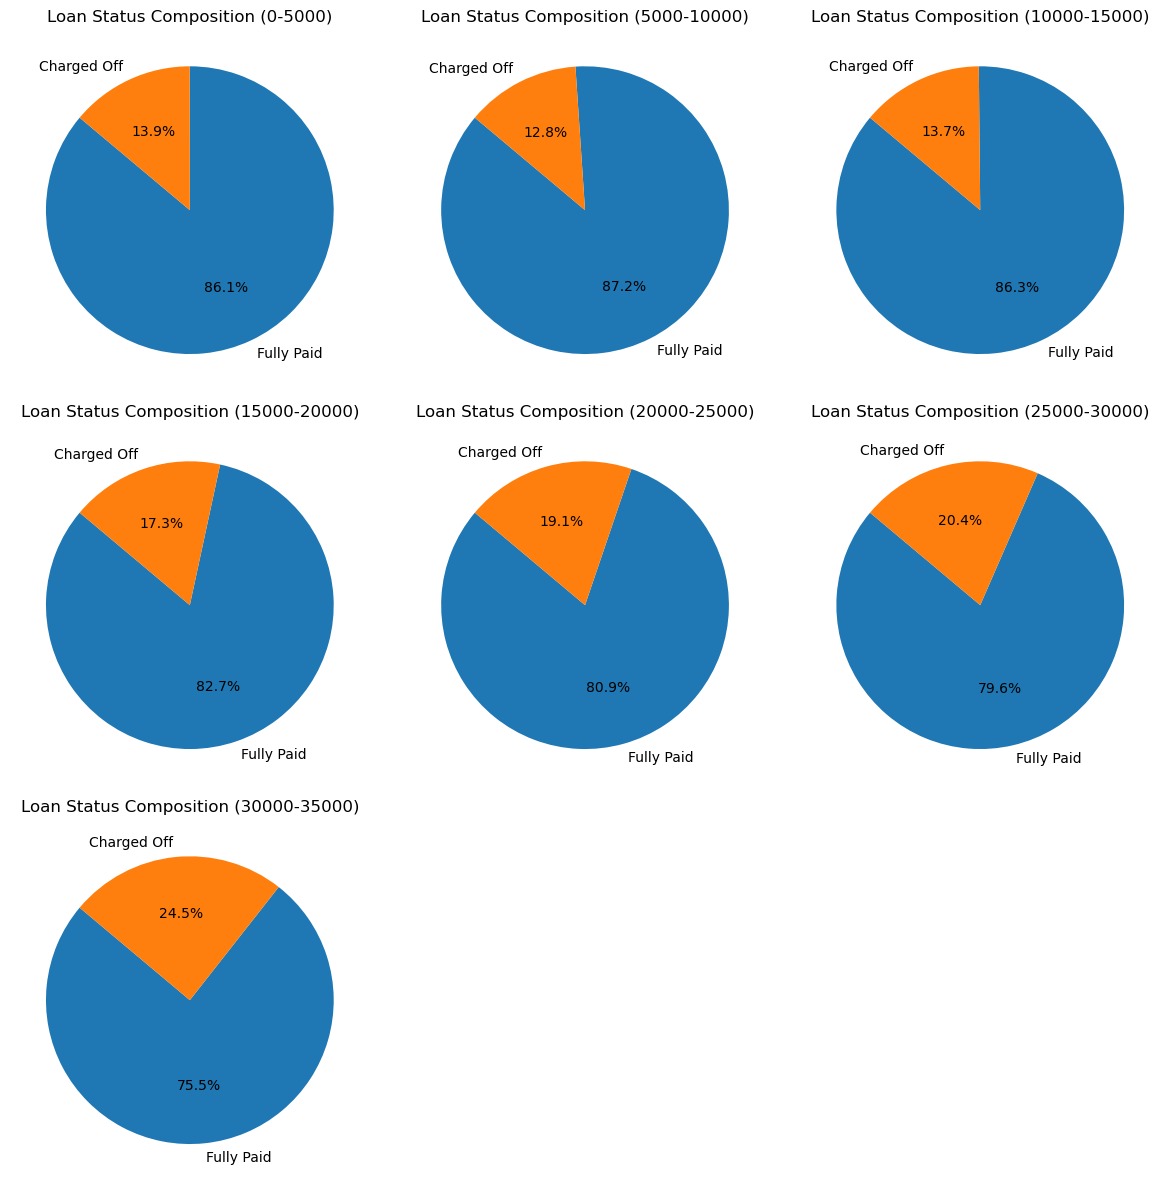 Loan Status Composition (0-5000)
Charged Off
13.9%
86.1%
Fully Paid
Loan Status Composition (5000-10000)
Charged Off
12.8%
87.2%
Fully Paid
Loan Status Composition (10000-15000)
Charged Off
13.7%
86.3%
Fully Paid
Loan Status Composition (15000-20000)
Charged Off
17.3%
82.7%
Fully Paid
Loan Status Composition (20000-25000)
Charged Off
19.1%
80.9%
Fully Paid
Loan Status Composition (25000-30000)
Charged Off
20.4%
79.6%
Fully Paid
Loan Status Composition (30000-35000)
Charged Off
24.5%
75.5%
Fully Paid